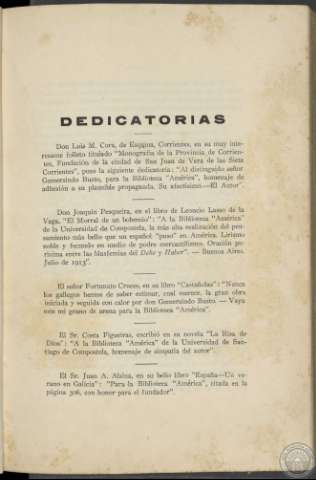 DEDICATORIAS
Don Luis M. Cora, de Esquina, Corrientes, en su muy inte-
resante folleto titulado "Monografía de la Provincia de Corrien-
tes, Fundación de la ciudad de San Juan de Vera de las Siete
Corrientes", puso la siguiente dedicatoria: "Al distinguido señor
Gumersindo Busto, para la Biblioteca "América", homenaje de
adhesión a su plausible propaganda. Su afectísimo.—El Autor".
Don Joaquín Pesqueira, en el libro de Leoncio Lasso de la
Vega, "El Morral de un bohemio": "A la Biblioteca "América"
de la Universidad de Compostela, la más alta realización del pen-
samiento más bello que un español "puso" en América. Lirismo
noble y fecundo en medio de podre mercantilismo. Oración pe-
regrina entre las blasfemias del Debe y Haber". — Buenos Aires,
Julio de 1913".
El señor Fortunato Cruces, en su libro "Castañolas": "Nunca
los gallegos hemos de saber estimar, cual merece, la gran obra
iniciada y seguida con calor por don Gumersindo Busto. — Vaya
este mi grano de arena para la Biblioteca "América".
El Sr. Costa Figueiras, escribió en su novela "La Risa de
Dios": "A la Biblioteca "América" de la Universidad de San-
tiago de Compostela, homenaje de simpatía del autor".
El Sr. Juan A. Alsina, en su bello libro "España—Un ve-
rano en Galicia": "Para la Biblioteca "América", citada en la
página 306, con honor para el fundador".